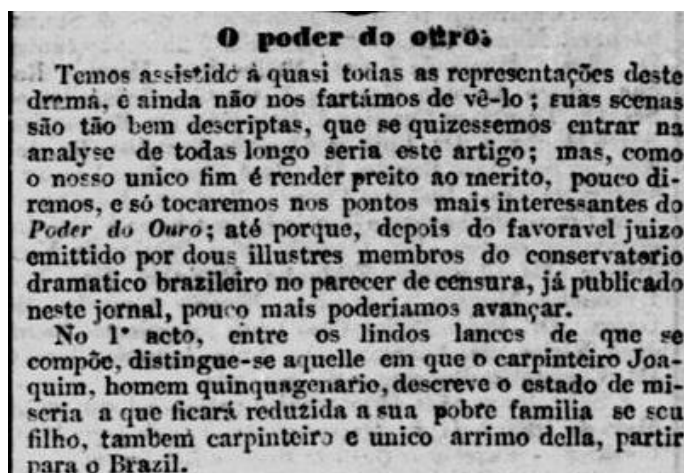 O poder do ouro.
Temos assistido á quasi todas as representações deste
drema, e ainda não nos fartámos de vê-lo ; suas scenas
são tão bem descriptas, que se quizessemos entrar na
analyse de todas longo seria este artigo; mas, como
o nosso unico fim é render preito ao merito, pouco di-
remos, e só tocaremos nos pontos mais interessantes do
Poder do Ouro; até porque, depois do favoravel juizo
emittido por dous illustres membros do conservatorio
dramatico brazileiro no parecer de censura, já publicado
neste jornal, pouco mais poderiamos avançar.
No 1º acto, entre os lindos lances de que se
compõe, distingue-se aquelle em que o carpinteiro Joa-
quim, homem quinquagenario, descreve o estado de mi-
seria a que ficará reduzida a sua pobre familia se seu
filho, tambem carpinteiro e unico arrimo della, partir
para o Brazil.